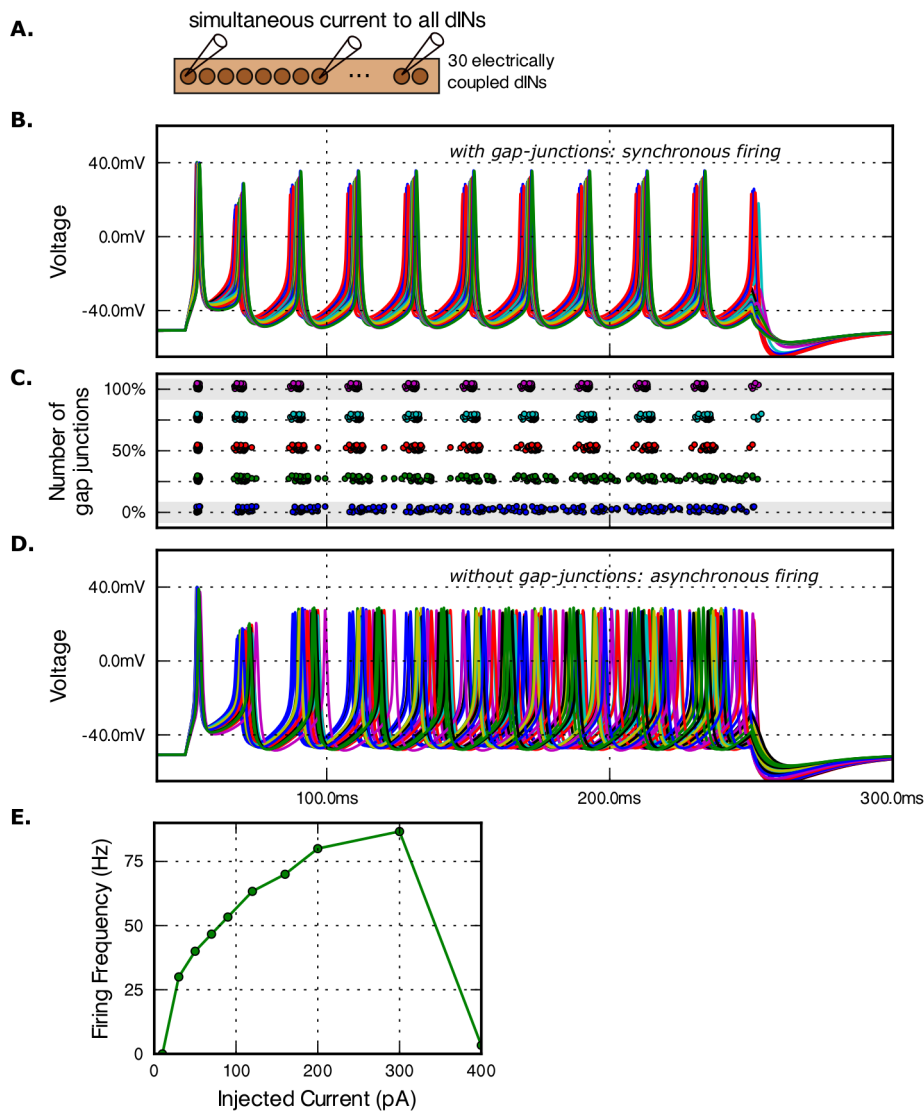 A.
simultaneous current to all dINs
30 electrically
coupled dINs
...
B.
with gap-junctions: synchronous firing
40.0mV
0.0mV
-40.0mV
Voltage
C.
100%
50%
0%
Number of
gap junctions
D.
without gap-junctions: asynchronous firing
40.0mV
0.0mV
-40.0mV
Voltage
100.0ms
200.0ms
300.0ms
E.
75
50
25
0
Firing Frequency (Hz)
0
100
200
300
400
Injected Current (pA)